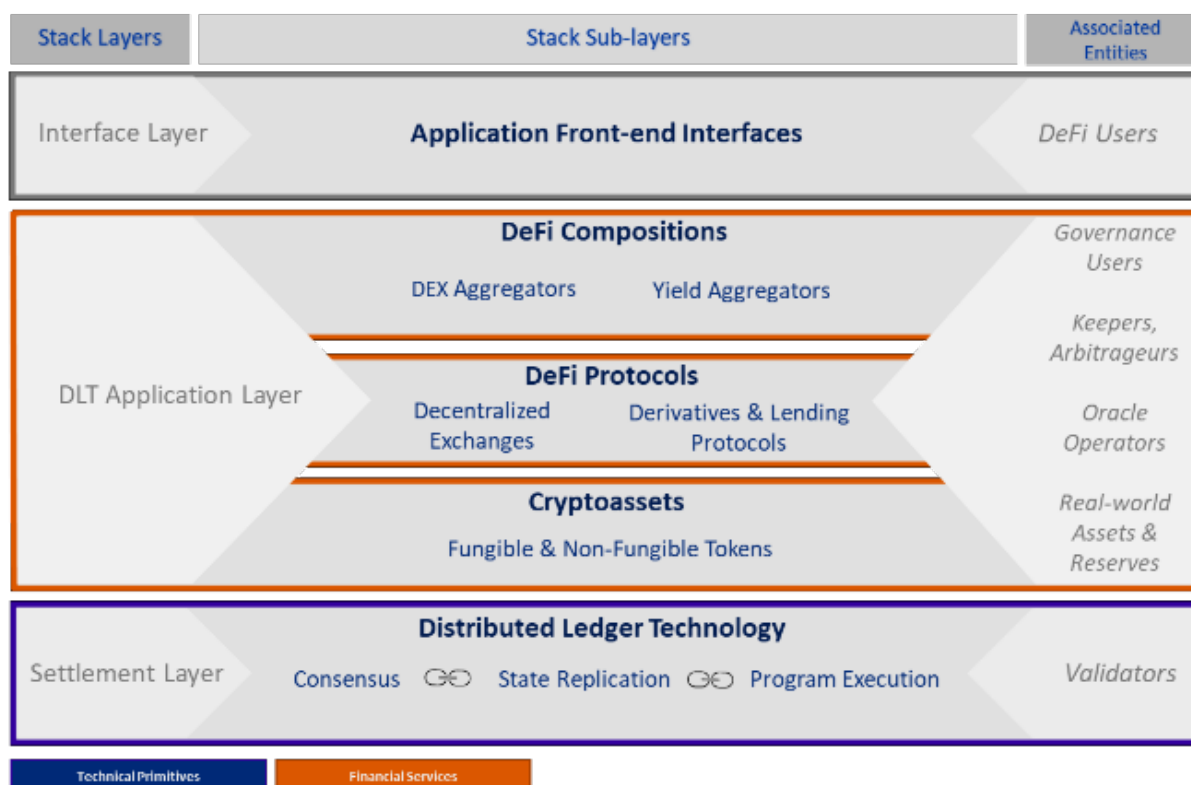 Stack Layers
Stack Sub-layers
Associated
Entities
Interface Layer
Application Front-end Interfaces
DeFi Users
DLT Application Layer
DeFi Compositions
DEX Aggregators
Yield Aggregators
DeFi Protocols
Decentralized
Exchanges
Derivatives & Lending
Protocols
Cryptoassets
Fungible & Non-Fungible Tokens
Governance
Users
Keepers,
Arbitrageurs
Oracle
Operators
Real-world
Assets &
Reserves
Settlement Layer
Distributed Ledger Technology
Consensus
State Replication
Program Execution
Validators
Technical Primitives
Financial Services